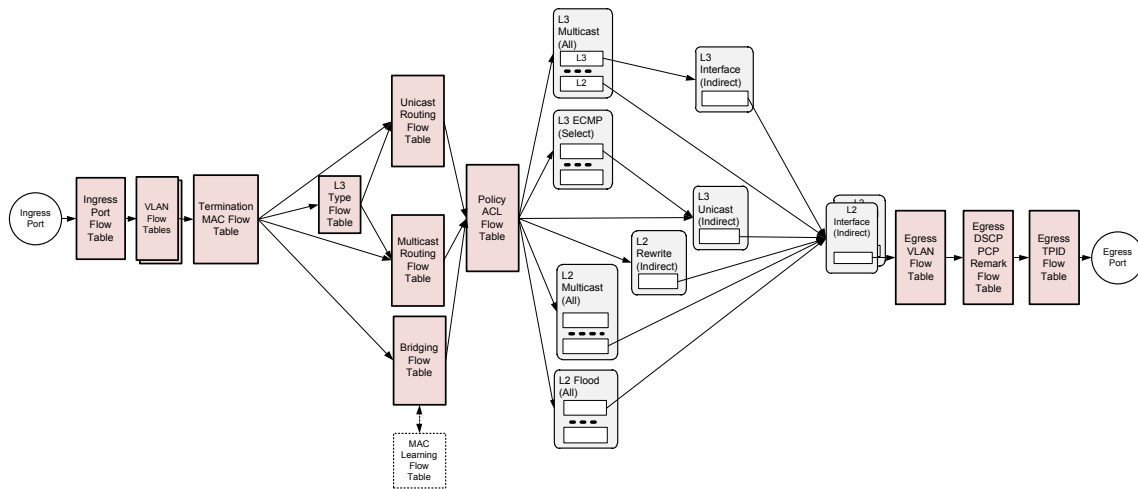 Ingress
Port
Ingress
Port
Flow
Table
VLAN
Flow
Tables
Termination
MAC Flow
Table
L3
Type
Flow
Table
Unicast
Routing
Flow
Table
Multicast
Routing
Flow
Table
Bridging
Flow
Table
MAC
Learning
Flow
Table
Policy
ACL
Flow
Table
L3
Multicast
(All)
L3
L2
L3 ECMP
(Select)
L3
Interface
(Indirect)
L3
Unicast
(Indirect)
L2
Rewrite
(Indirect)
L2
Multicast
(All)
L2 Flood
(All)
L2
Interface
(Indirect)
Egress
VLAN
Flow
Table
Egress
DSCP
PCP
Remark
Flow
Table
Egress
TPID
Flow
Table
Egress
Port